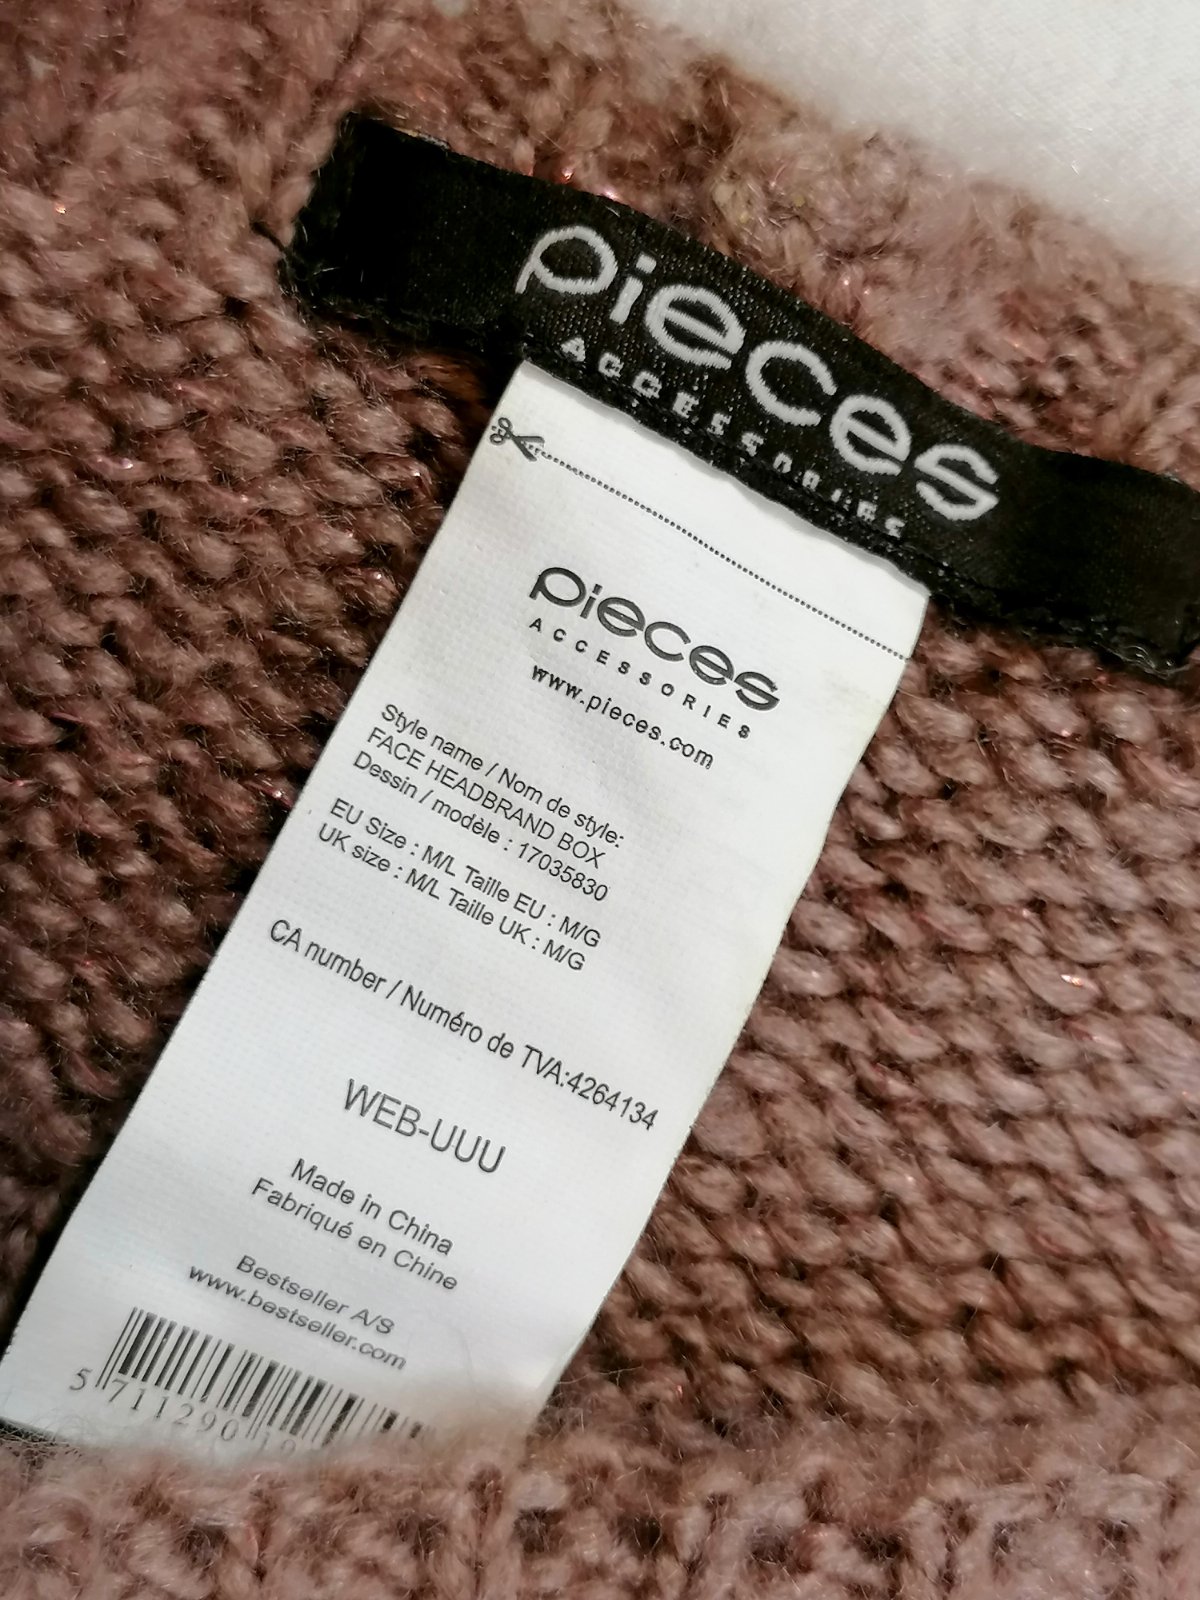 pieces
ACCESSORIES
pieces
ACCESSORIES
www.pieces.com
Style name / Nom de style:
FACE HEADBRAND BOX
Dessin / modèle : 17035830
EU Size : M/L Taille EU : M/G
UK size : M/L Taille UK : M/G
CA number / Numéro de TVA:4264134
WEB-UUU
Made in China
Fabriqué en Chine
Bestseller A/S
www.bestseller.com
5 711290